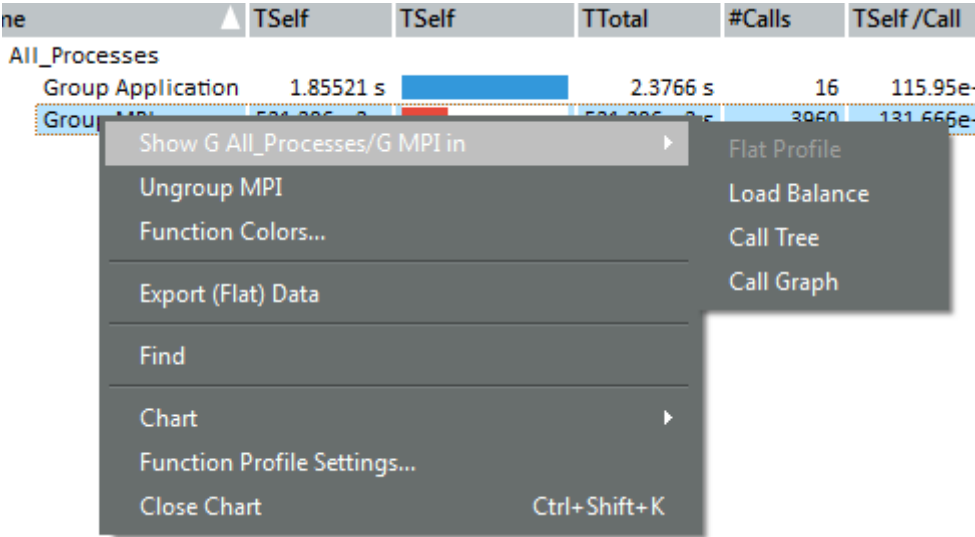 TSelf TSelf TTotal #Calls TSelf /Call
All_Processes
Group Application 1.85521 s 2.3766 s 16 115.95e-
3960 131.666e-
Show G All_Processes/G MPI in
Flat Profile
Ungroup MPI
Load Balance
Function Colors...
Call Tree
Call Graph
Export (Flat) Data
Find
Chart
Function Profile Settings...
Close Chart Ctrl+Shift+K